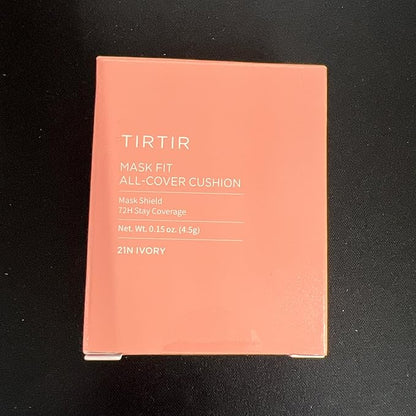 TIRTIR
MASK FIT
ALL-COVER CUSHION
Mask Shield
72H Stay Coverage
Net. Wt. 0.15 oz. (4.5g)
21N IVORY